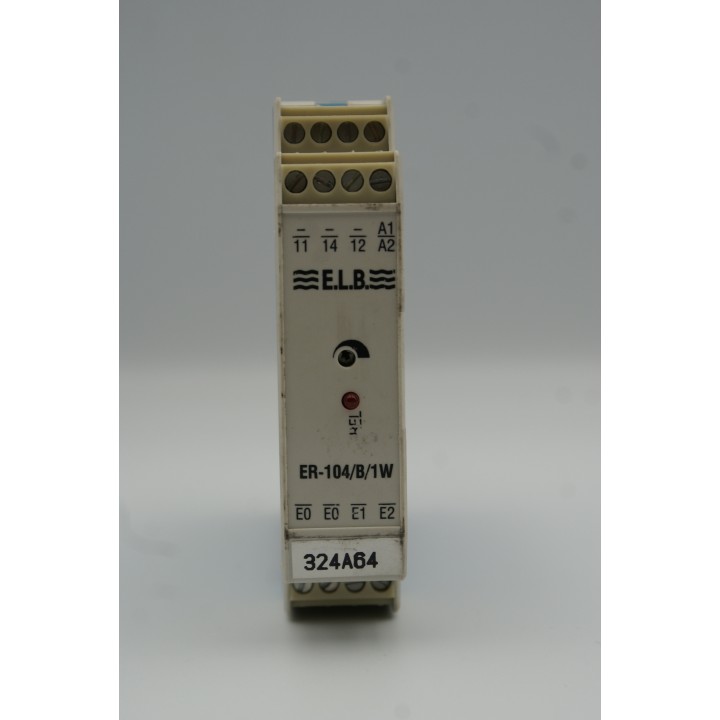 – – – A1
11 14 12 A2
E.L.B.
ER-104/B/1W
E0 E0 E1 E2
324A64